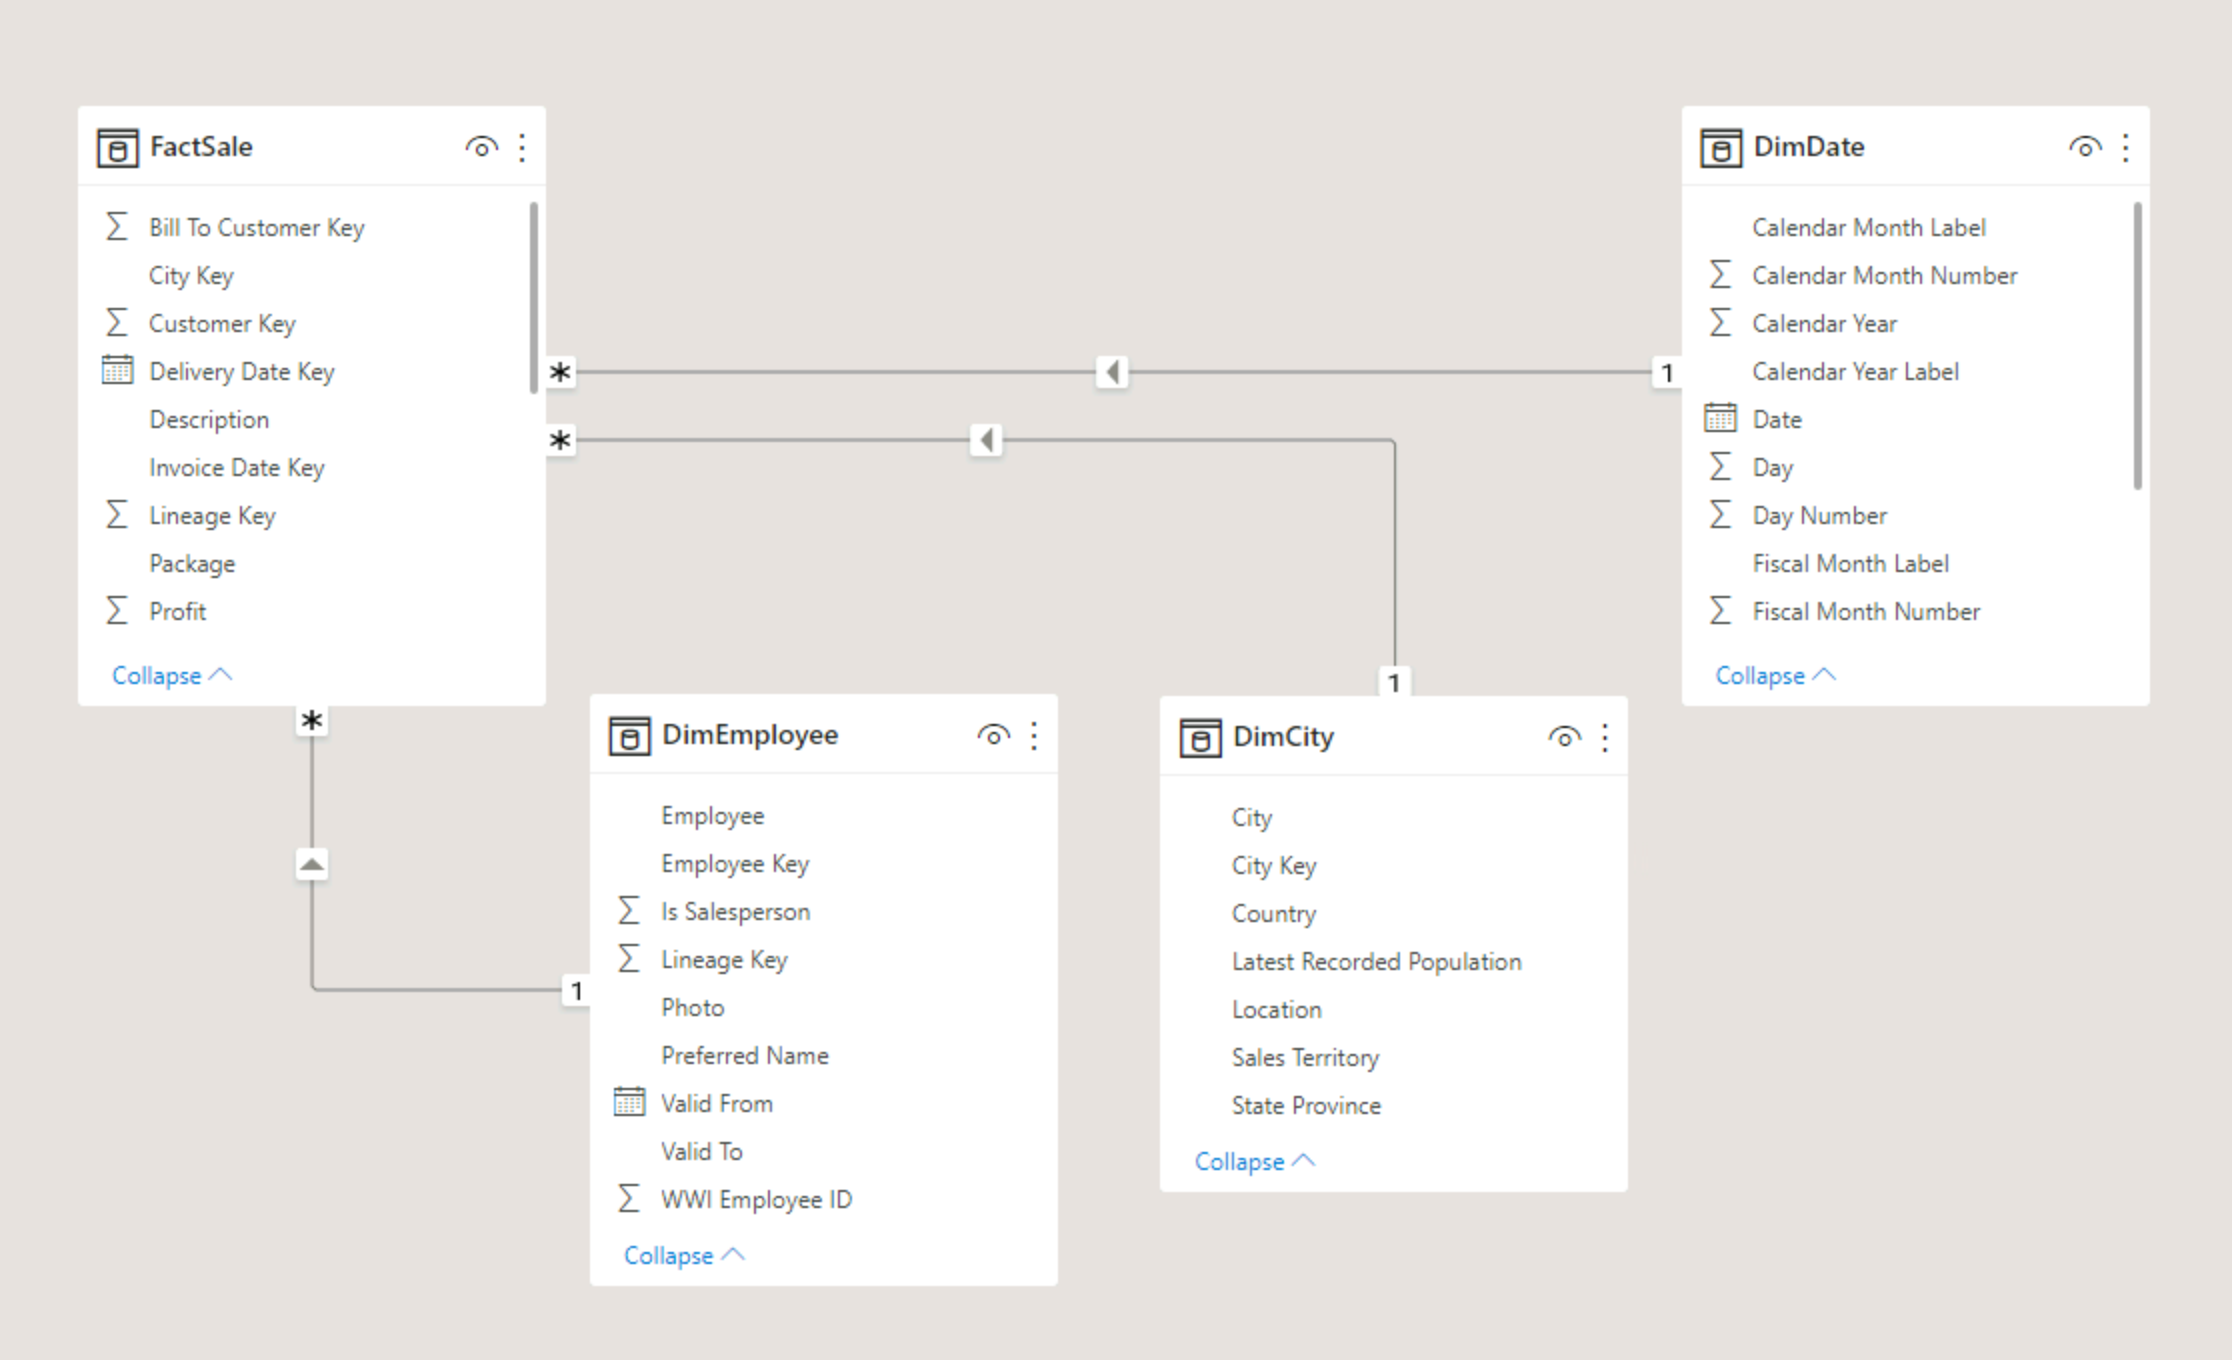 FactSale
Bill To Customer Key
City Key
Customer Key
Delivery Date Key
Description
Invoice Date Key
Lineage Key
Package
Profit
Collapse
*
1
*
1
*
1
DimDate
Calendar Month Label
Calendar Month Number
Calendar Year
Calendar Year Label
Date
Day
Day Number
Fiscal Month Label
Fiscal Month Number
Collapse
DimEmployee
Employee
Employee Key
Is Salesperson
Lineage Key
Photo
Preferred Name
Valid From
Valid To
WWI Employee ID
Collapse
DimCity
City
City Key
Country
Latest Recorded Population
Location
Sales Territory
State Province
Collapse